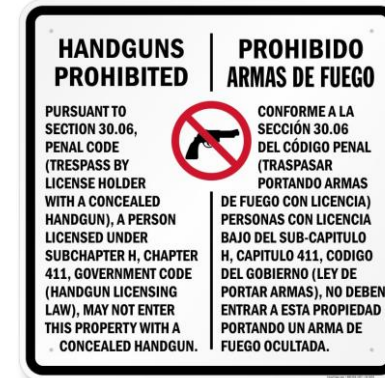 HANDGUNS
PROHIBITED
PURSUANT TO
SECTION 30.06,
PENAL CODE
(TRESPASS BY
LICENSE HOLDER
WITH A CONCEALED
HANDGUN), A PERSON
LICENSED UNDER
SUBCHAPTER H, CHAPTER
411, GOVERNMENT CODE
(HANDGUN LICENSING
LAW), MAY NOT ENTER
THIS PROPERTY WITH A
CONCEALED HANDGUN.
PROHIBIDO
ARMAS DE FUEGO
CONFORME A LA
SECCIÓN 30.06
DEL CÓDIGO PENAL
(TRASPASAR
PORTANDO ARMAS
DE FUEGO CON LICENCIA)
PERSONAS CON LICENCIA
BAJO DEL SUB-CAPITULO
H, CAPITULO 411, CODIGO
DEL GOBIERNO (LEY DE
PORTAR ARMAS), NO DEBEN
ENTRAR A ESTA PROPIEDAD
PORTANDO UN ARMA DE
FUEGO OCULTADA.